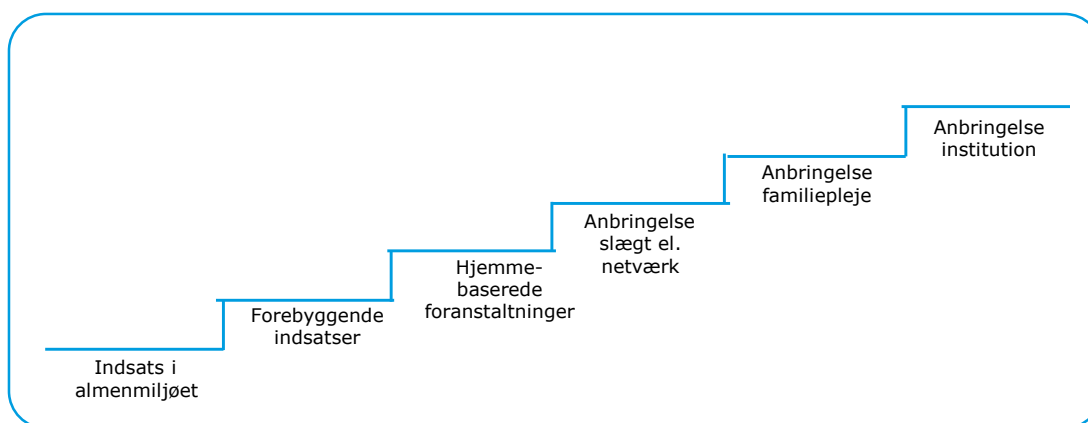 Indsats i
almenmiljøet
Forebyggende
indsatser
Hjemme-
baserede
foranstaltninger
Anbringelse
slægt el.
netværk
Anbringelse
familiepleje
Anbringelse
institution